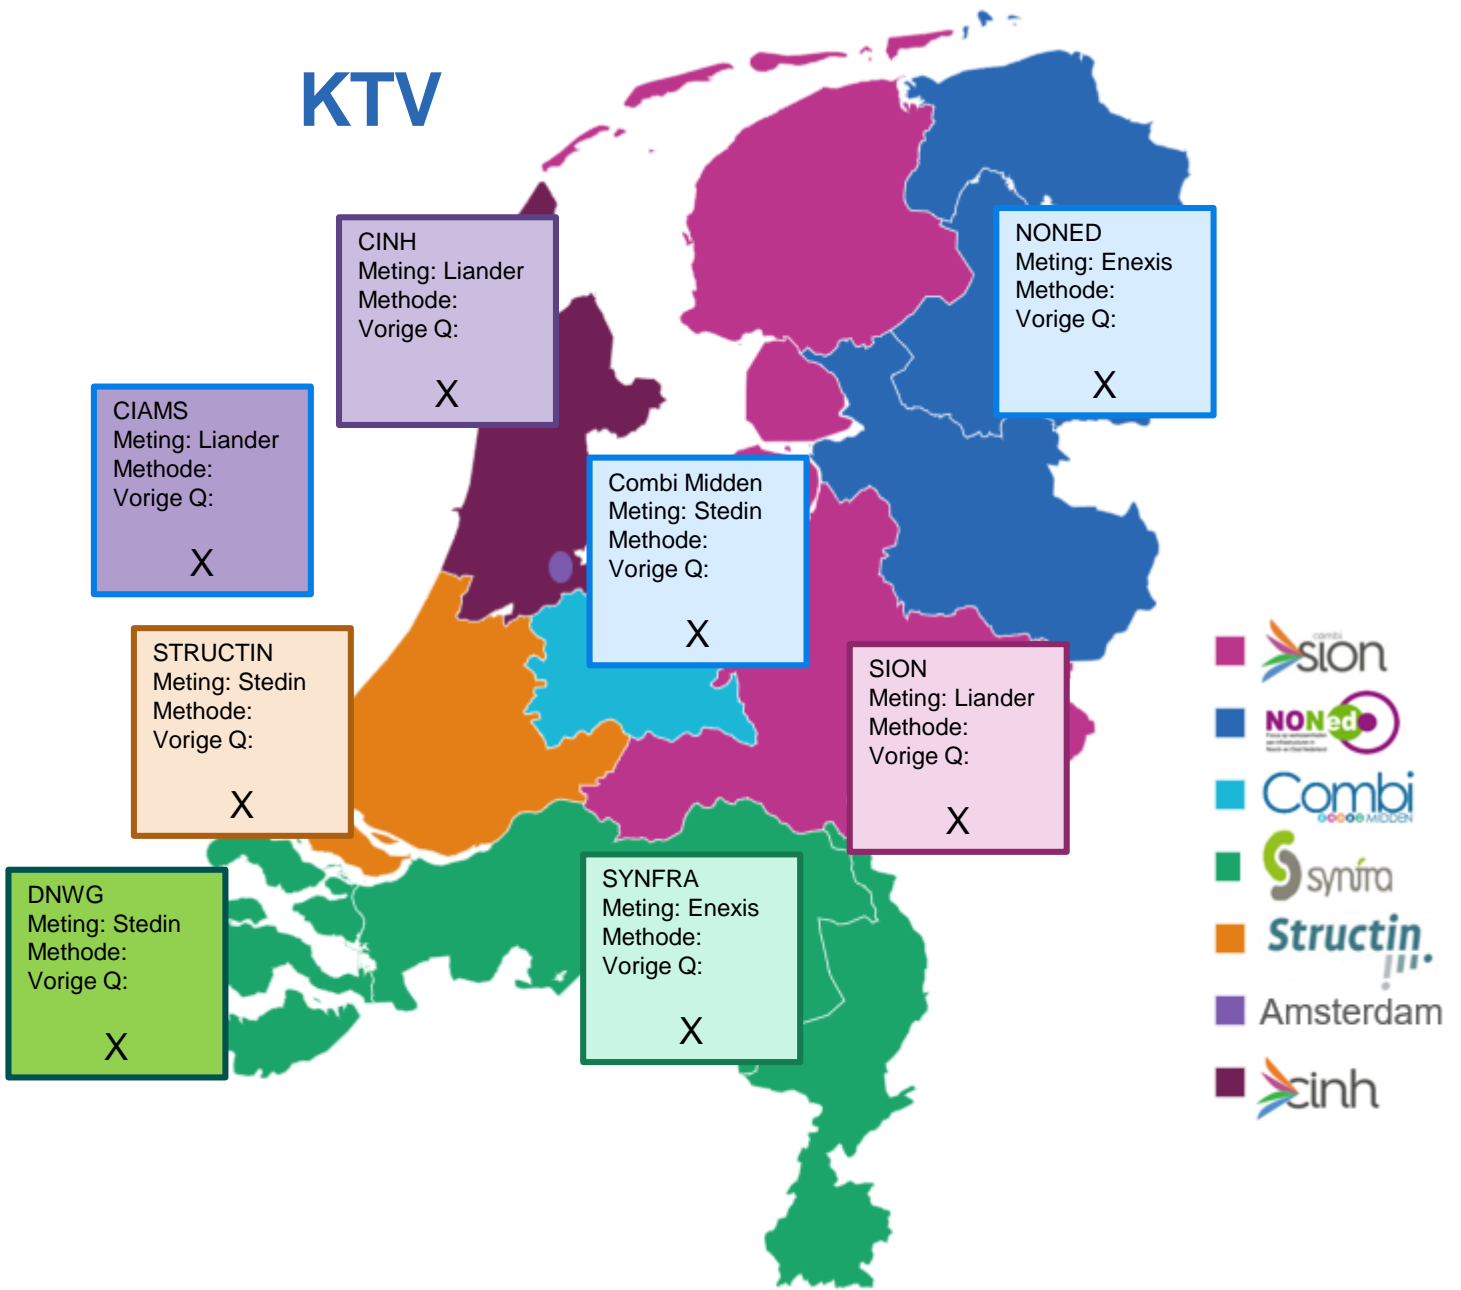 KTV
CINH
Meting: Liander
Methode:
Vorige Q:
X
NONED
Meting: Enexis
Methode:
Vorige Q:
X
CIAMS
Meting: Liander
Methode:
Vorige Q:
X
Combi Midden
Meting: Stedin
Methode:
Vorige Q:
X
STRUCTIN
Meting: Stedin
Methode:
Vorige Q:
X
SION
Meting: Liander
Methode:
Vorige Q:
X
DNWG
Meting: Stedin
Methode:
Vorige Q:
X
SYNFRA
Meting: Enexis
Methode:
Vorige Q:
X
combi
sion
NONed
Combi
MIDDEN
synfra
Structin
Amsterdam
cinh